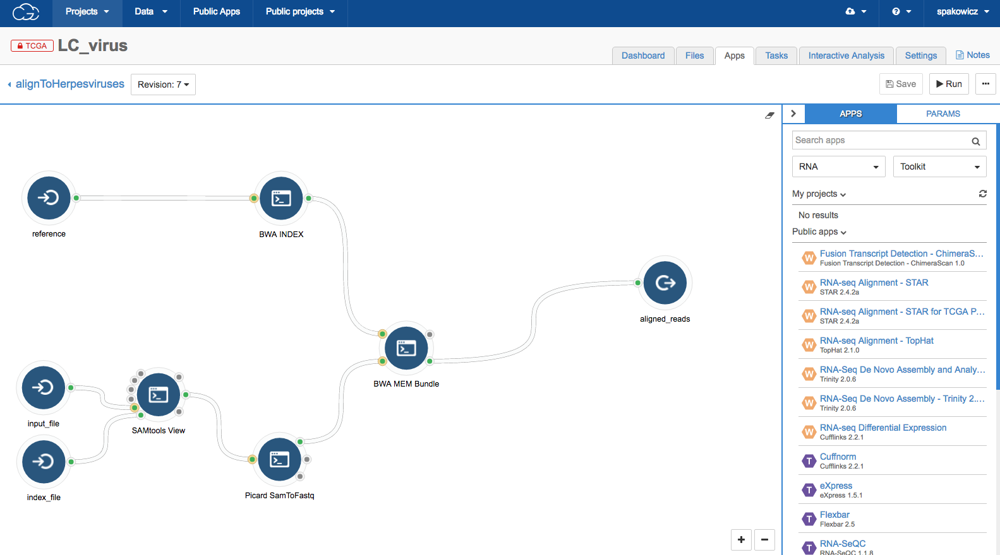 Projects Data Public Apps Public projects spakowicz
TCGA LC_virus
Dashboard Files Apps Tasks Interactive Analysis Settings Notes
alignToHerpesviruses Revision: 7 Save Run
reference
BWA INDEX
aligned_reads
BWA MEM Bundle
input_file
SAMtools View
index_file
Picard SamToFastq
APPS PARAMS
Search apps
RNA Toolkit
My projects
No results
Public apps
W Fusion Transcript Detection - ChimeraS...
Fusion Transcript Detection - ChimeraScan 1.0
W RNA-seq Alignment - STAR
STAR 2.4.2a
W RNA-seq Alignment - STAR for TCGA P...
STAR 2.4.2a
W RNA-seq Alignment - TopHat
TopHat 2.1.0
W RNA-Seq De Novo Assembly and Analy...
Trinity 2.0.6
W RNA-Seq De Novo Assembly - Trinity 2....
Trinity 2.0.6
W RNA-seq Differential Expression
Cufflinks 2.2.1
T Cuffnorm
Cufflinks 2.2.1
T eXpress
eXpress 1.5.1
T Flexbar
Flexbar 2.5
T RNA-SeQC
RNA-SeQC 1.1.8